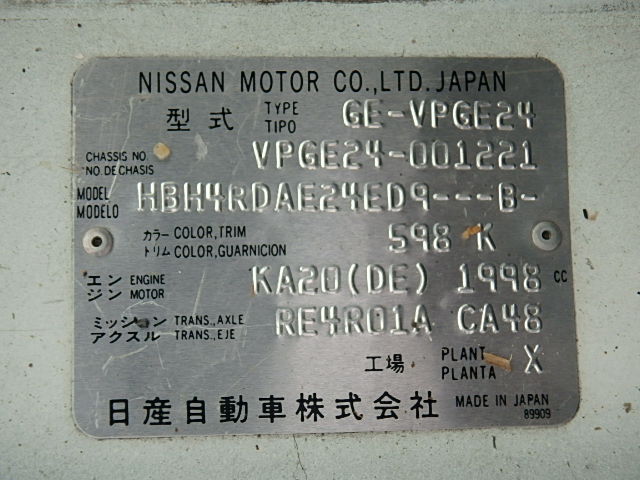 NISSAN MOTOR CO.,LTD. JAPAN
型式 TYPE TIPO GE-VPGE24
CHASSIS NO. NO. DE CHASIS VPGE24-001221
MODEL MODELO HBH4RDAE24ED9---B-
カラー COLOR, TRIM
トリム COLOR, GUARNICION 598 K
エンジン ENGINE MOTOR KA20(DE) 1998 cc
ミッション TRANS., AXLE
アクスル TRANS., EJE RE4R01A CA48
工場 PLANT PLANTA X
日産自動車株式会社 MADE IN JAPAN
89909